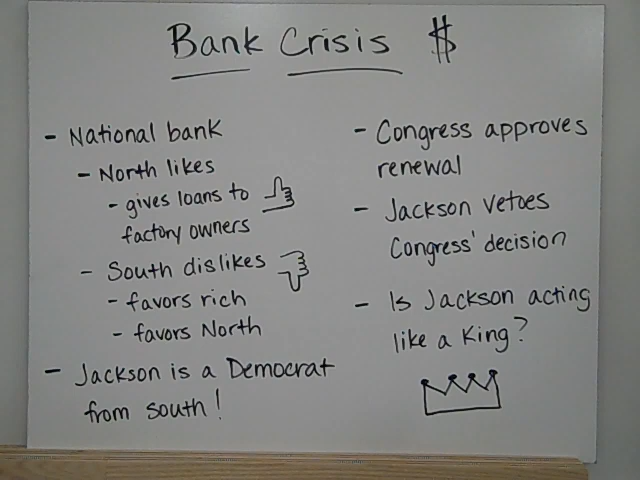 Bank Crisis $
- National bank
- North likes
- gives loans to
factory owners
- South dislikes
- favors rich
- favors North
- Jackson is a Democrat
from south!
- Congress approves
renewal
- Jackson vetoes
Congress' decision
- Is Jackson acting
like a King?